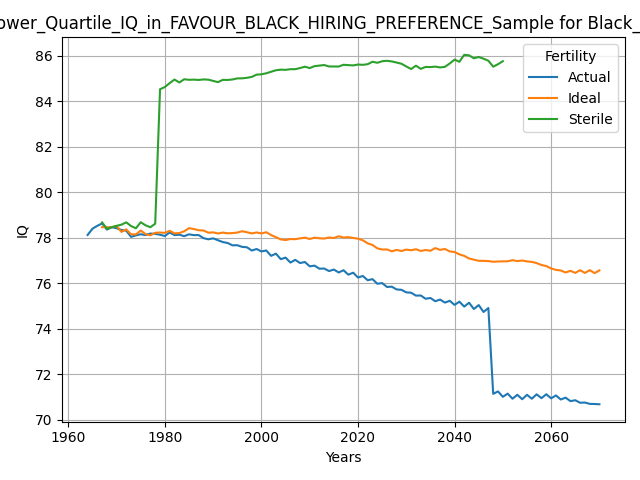 ower_Quartile_IQ_in_FAVOUR_BLACK_HIRING_PREFERENCE_Sample for Black_
86
84
82
80
78
76
74
72
70
IQ
Fertility
Actual
Ideal
Sterile
1960
1980
2000
2020
2040
2060
Years